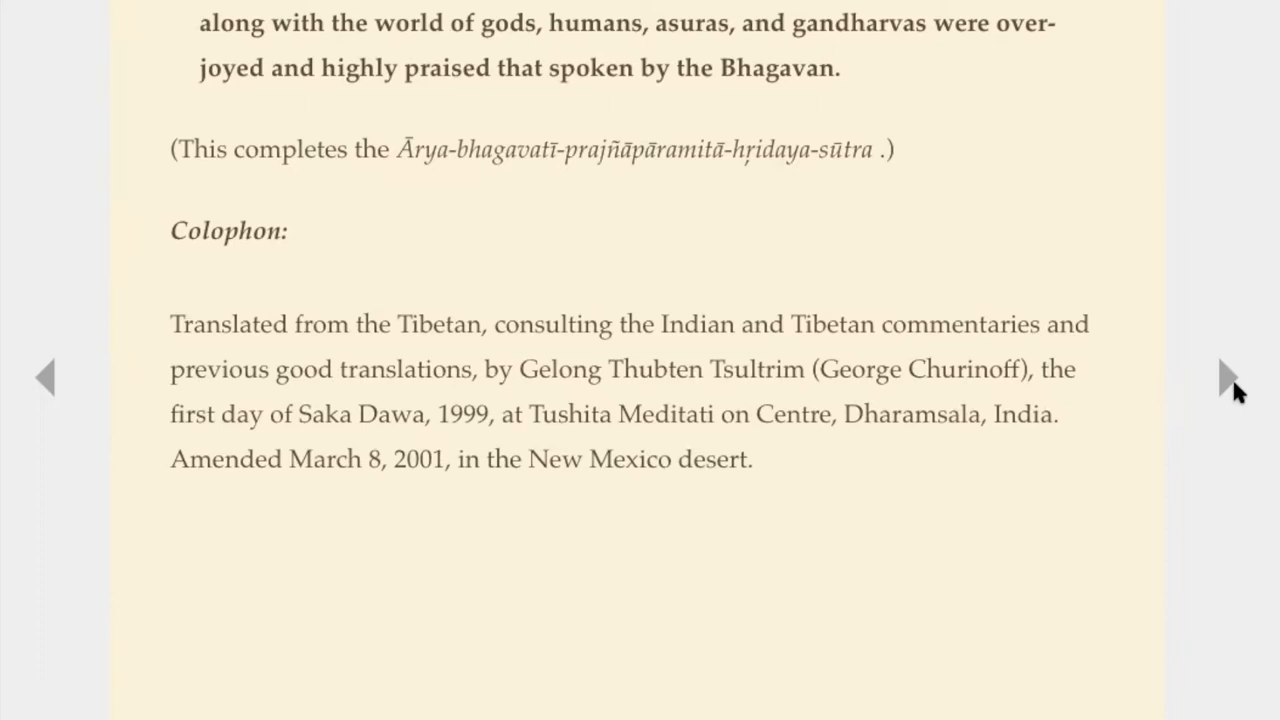 along with the world of gods, humans, asuras, and gandharvas were over-
joyed and highly praised that spoken by the Bhagavan.
(This completes the Ārya-bhagavatī-prajñāpāramitā-hṛidaya-sūtra .)
Colophon:
Translated from the Tibetan, consulting the Indian and Tibetan commentaries and
previous good translations, by Gelong Thubten Tsultrim (George Churinoff), the
first day of Saka Dawa, 1999, at Tushita Meditati on Centre, Dharamsala, India.
Amended March 8, 2001, in the New Mexico desert.